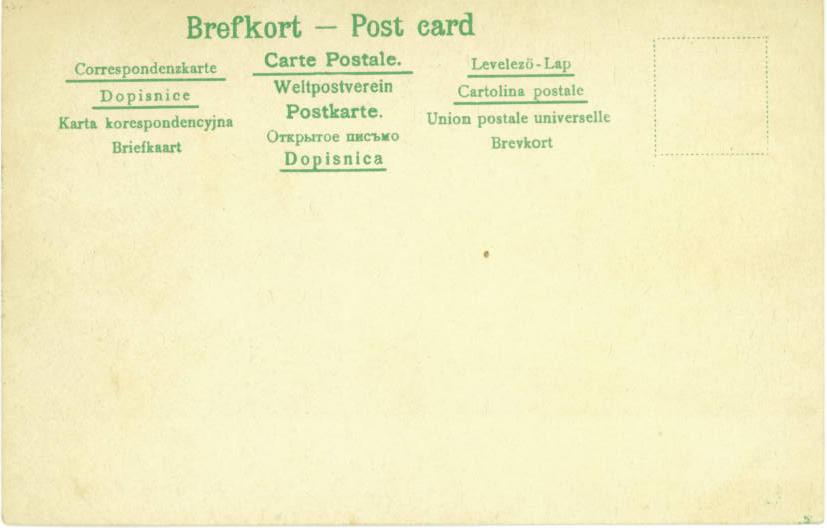 Brefkort — Post card
Correspondenzkarte
Dopisnice
Karta korespondencyjna
Briefkaart
Carte Postale.
Weltpostverein
Postkarte.
Открытое письмо
Dopisnica
Levelezö-Lap
Cartolina postale
Union postale universelle
Brevkort